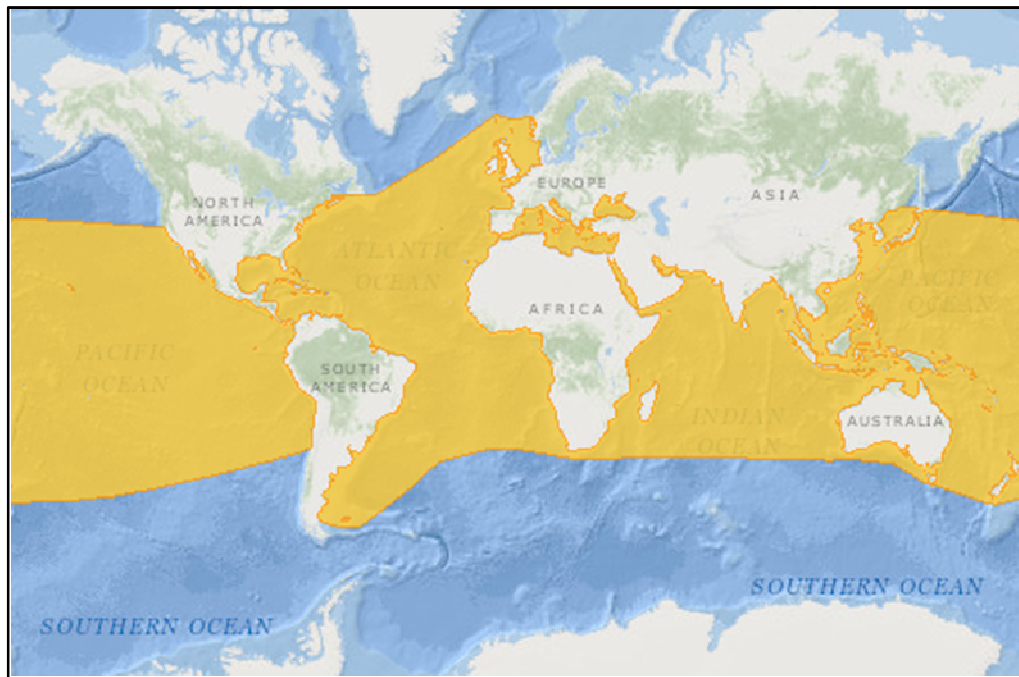 NORTH
AMERICA
EUROPE
ASIA
ATLANTIC
OCEAN
PACIFIC
OCEAN
AFRICA
PACIFIC
OCEAN
SOUTH
AMERICA
INDIAN
OCEAN
AUSTRALIA
SOUTHERN OCEAN
SOUTHERN OCEAN